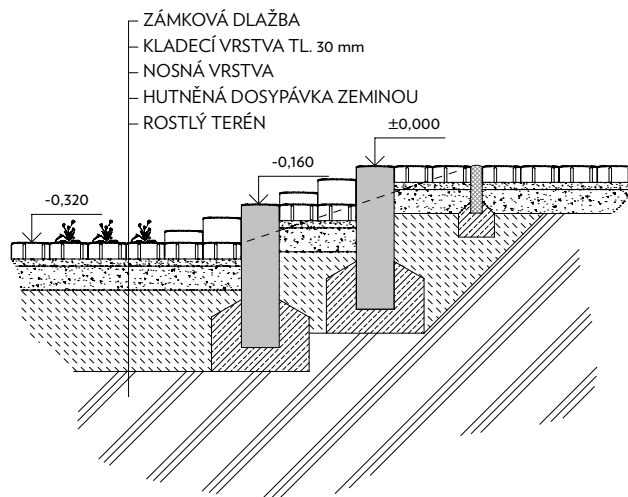 ZÁMKOVÁ DLAŽBA
KLADECÍ VRSTVA TL. 30 mm
NOSNÁ VRSTVA
HUTNĚNÁ DOSYPÁVKA ZEMINOU
ROSTLÝ TERÉN
±0,000
-0,160
-0,320